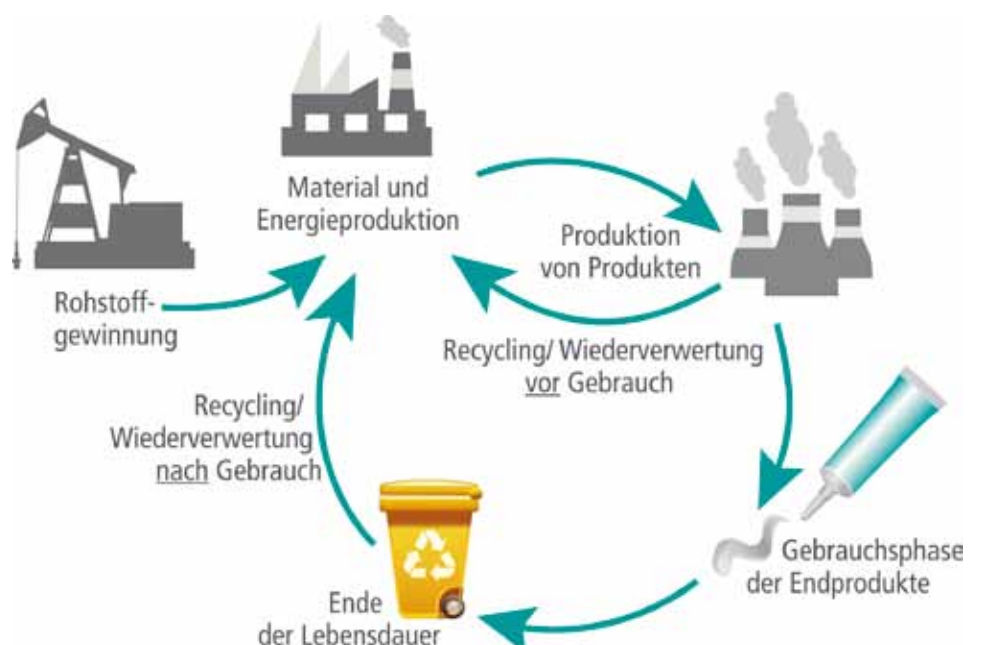 Material und
Energieproduktion
Rohstoff-
gewinnung
Produktion
von Produkten
Recycling/ Wiederverwertung
vor Gebrauch
Recycling/
Wiederverwertung
nach Gebrauch
Gebrauchsphase
der Endprodukte
Ende
der Lebensdauer